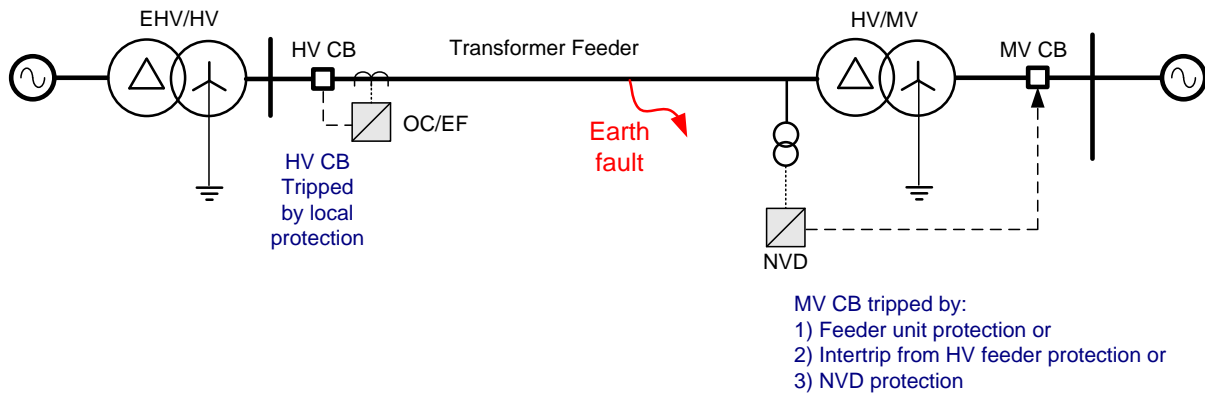 EHV/HV
HV CB
Transformer Feeder
HV/MV
MV CB
OC/EF
Earth
fault
HV CB
Tripped
by local
protection
NVD
MV CB tripped by:
1) Feeder unit protection or
2) Intertrip from HV feeder protection or
3) NVD protection